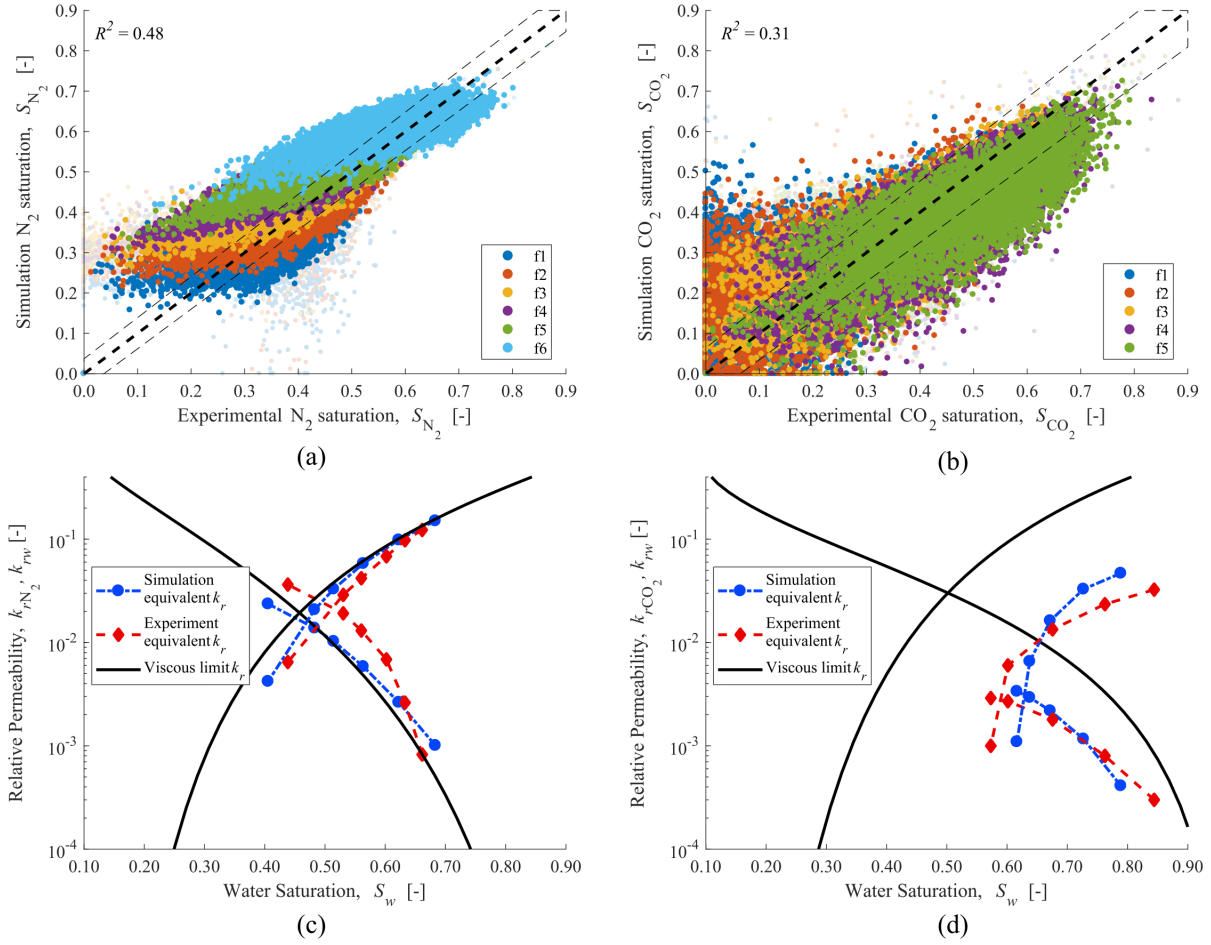 R² = 0.48
Simulation N₂ saturation, S_N₂ [-]
0.9
0.8
0.7
0.6
0.5
0.4
0.3
0.2
0.1
0.0
f1
f2
f3
f4
f5
f6
0 0.1 0.2 0.3 0.4 0.5 0.6 0.7 0.8 0.9
Experimental N₂ saturation, S_N₂ [-]
(a)
R² = 0.31
Simulation CO₂ saturation, S_CO₂ [-]
0.9
0.8
0.7
0.6
0.5
0.4
0.3
0.2
0.1
0.0
f1
f2
f3
f4
f5
0.0 0.1 0.2 0.3 0.4 0.5 0.6 0.7 0.8 0.9
Experimental CO₂ saturation, S_CO₂ [-]
(b)
Relative Permeability, k_rN₂, k_rw [-]
10⁻¹
10⁻²
10⁻³
10⁻⁴
Simulation
equivalent k_r
Experiment
equivalent k_r
Viscous limit k_r
0.10 0.20 0.30 0.40 0.50 0.60 0.70 0.80 0.90
Water Saturation, S_w [-]
(c)
Relative Permeability, k_rCO₂, k_rw [-]
10⁻¹
10⁻²
10⁻³
10⁻⁴
Simulation
equivalent k_r
Experiment
equivalent k_r
Viscous limit k_r
0.10 0.20 0.30 0.40 0.50 0.60 0.70 0.80 0.90
Water Saturation, S_w [-]
(d)